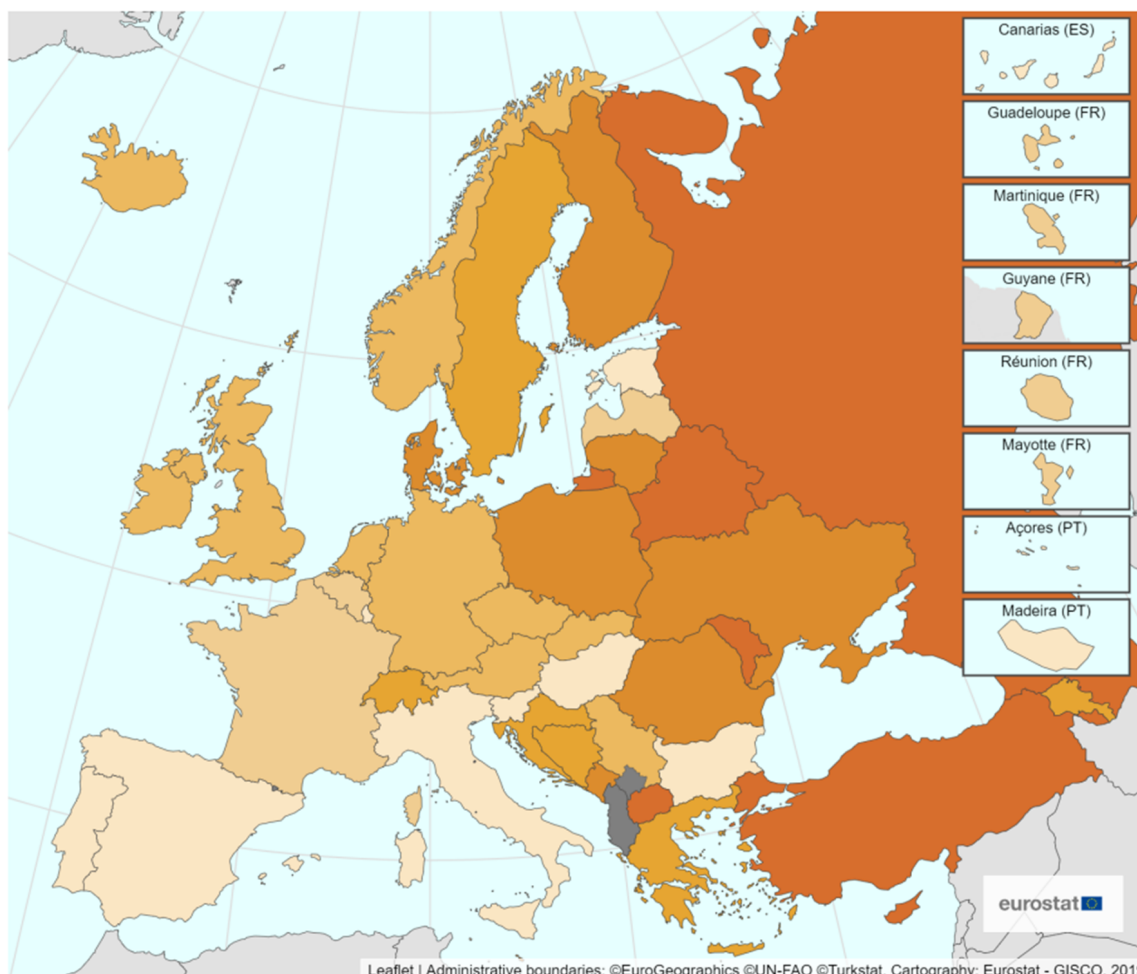 Canarias (ES)
Guadeloupe (FR)
Martinique (FR)
Guyane (FR)
Réunion (FR)
Mayotte (FR)
Açores (PT)
Madeira (PT)
eurostat
Leaflet | Administrative boundaries: ©EuroGeographics ©UN-FAO ©Turkstat, Cartography: Eurostat - GISCO, 201